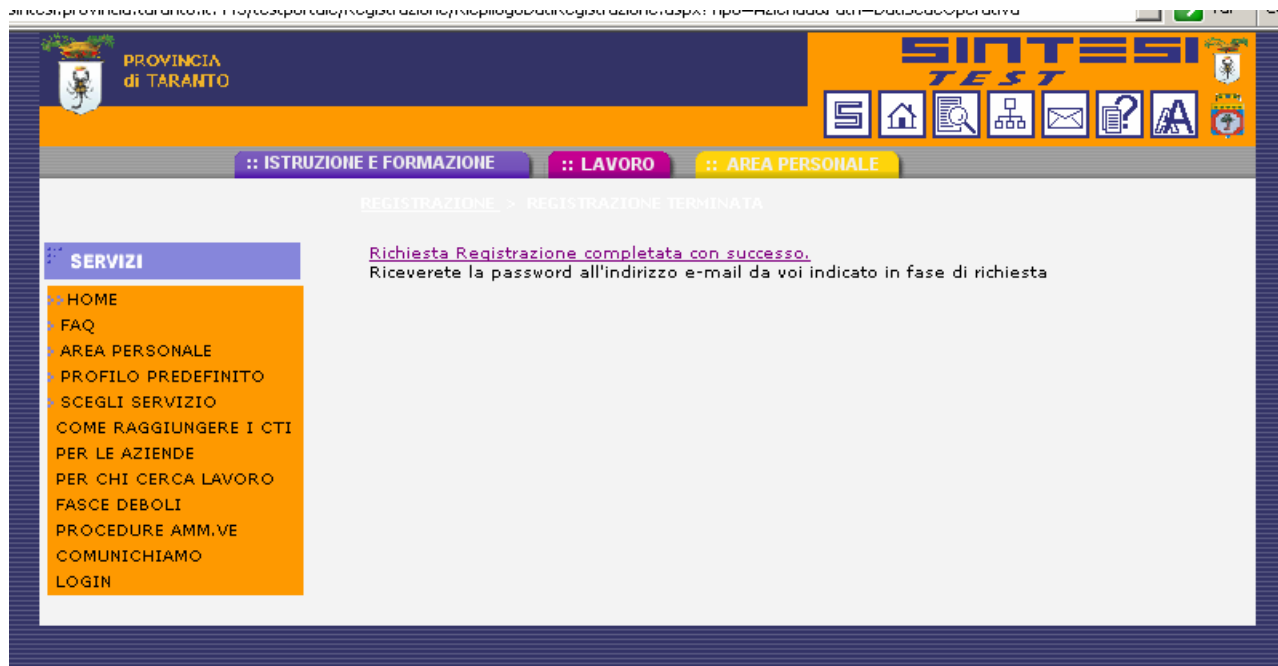 PROVINCIA
di TARANTO
SINTESI
TEST
:: ISTRUZIONE E FORMAZIONE
:: LAVORO
:: AREA PERSONALE
REGISTRAZIONE > REGISTRAZIONE TERMINATA
SERVIZI
Richiesta Registrazione completata con successo.
Riceverete la password all'indirizzo e-mail da voi indicato in fase di richiesta
>>HOME
> FAQ
> AREA PERSONALE
> PROFILO PREDEFINITO
> SCEGLI SERVIZIO
COME RAGGIUNGERE I CTI
PER LE AZIENDE
PER CHI CERCA LAVORO
FASCE DEBOLI
PROCEDURE AMM.VE
COMUNICHIAMO
LOGIN